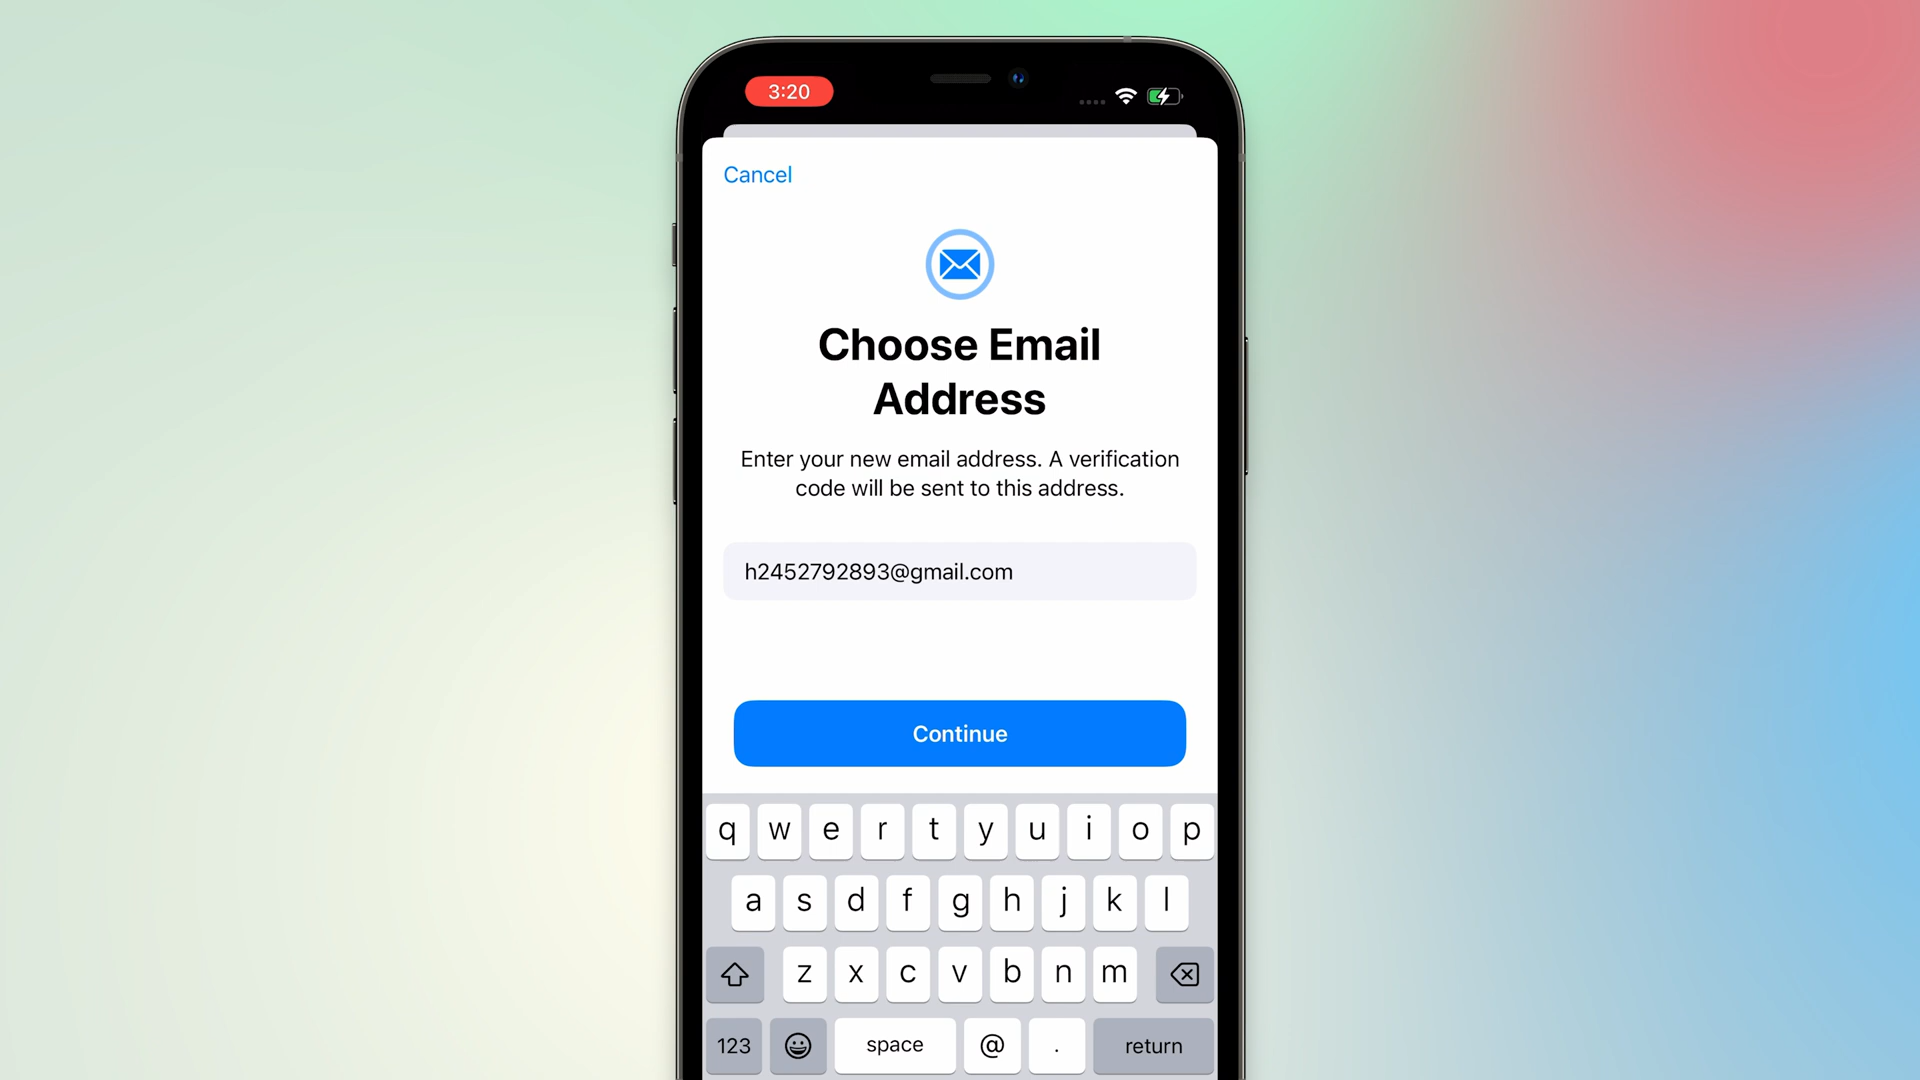 3:20
Cancel
Choose Email
Address
Enter your new email address. A verification
code will be sent to this address.
h2452792893@gmail.com
Continue
q w e r t y u i o p
a s d f g h j k l
z x c v b n m
123 space @ . return